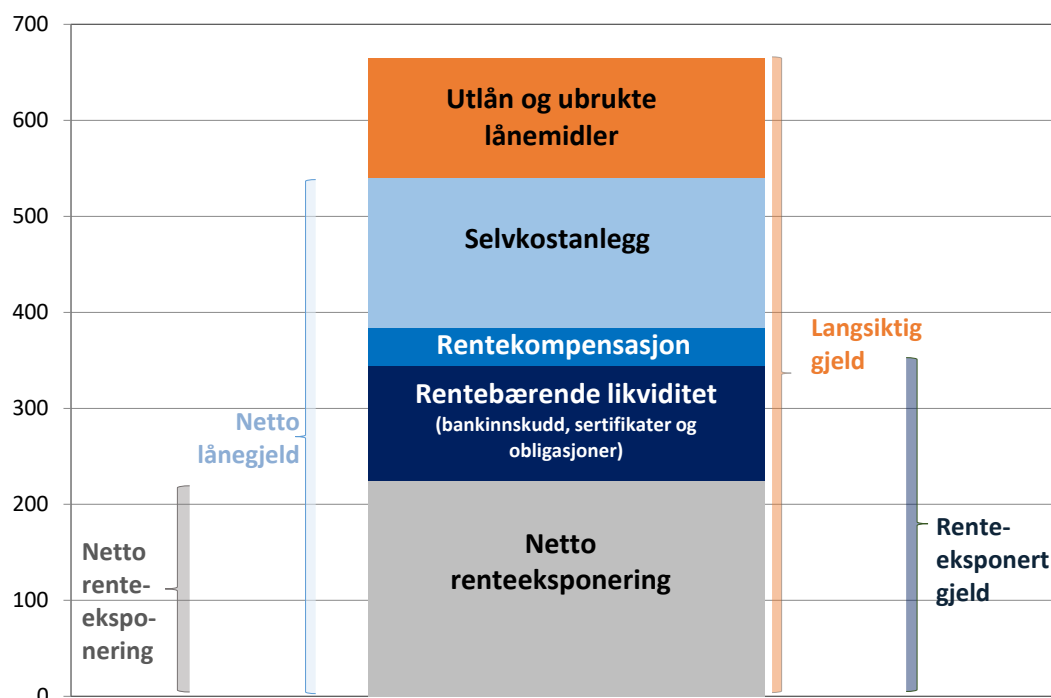 700
600
500
400
300
200
100
0
Utlån og ubrukte
lånemidler
Selvkostanlegg
Rentekompensasjon
Rentebærende likviditet
(bankinnskudd, sertifikater og
obligasjoner)
Netto
renteeksponering
Netto
lånegjeld
Netto
rente-
ekspo-
nering
Langsiktig
gjeld
Rente-
eksponert
gjeld